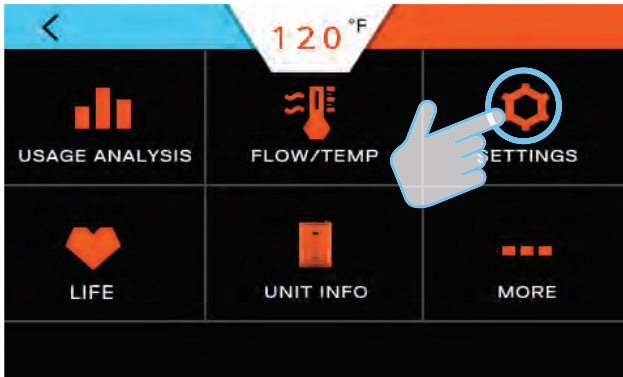 120 °F
USAGE ANALYSIS
FLOW/TEMP
SETTINGS
LIFE
UNIT INFO
MORE